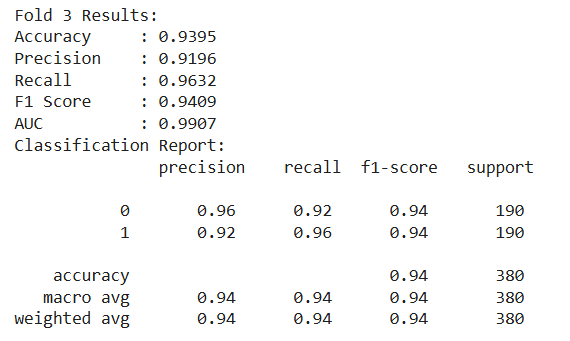 Fold 3 Results:
Accuracy : 0.9395
Precision : 0.9196
Recall : 0.9632
F1 Score : 0.9409
AUC : 0.9907
Classification Report:
precision recall f1-score support
0 0.96 0.92 0.94 190
1 0.92 0.96 0.94 190
accuracy 0.94 380
macro avg 0.94 0.94 0.94 380
weighted avg 0.94 0.94 0.94 380